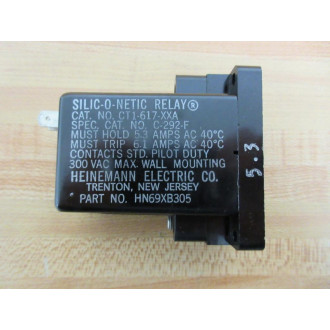 SILIC-O-NETIC RELAY®
CAT. NO. CT1-617-XXA
SPEC. CAT. NO. C-292-F
MUST HOLD 5.3 AMPS AC 40°C
MUST TRIP 6.1 AMPS AC 40°C
CONTACTS STD. PILOT DUTY
300 VAC MAX. WALL MOUNTING
HEINEMANN ELECTRIC CO.
TRENTON, NEW JERSEY
PART NO. HN69XB305
5.3